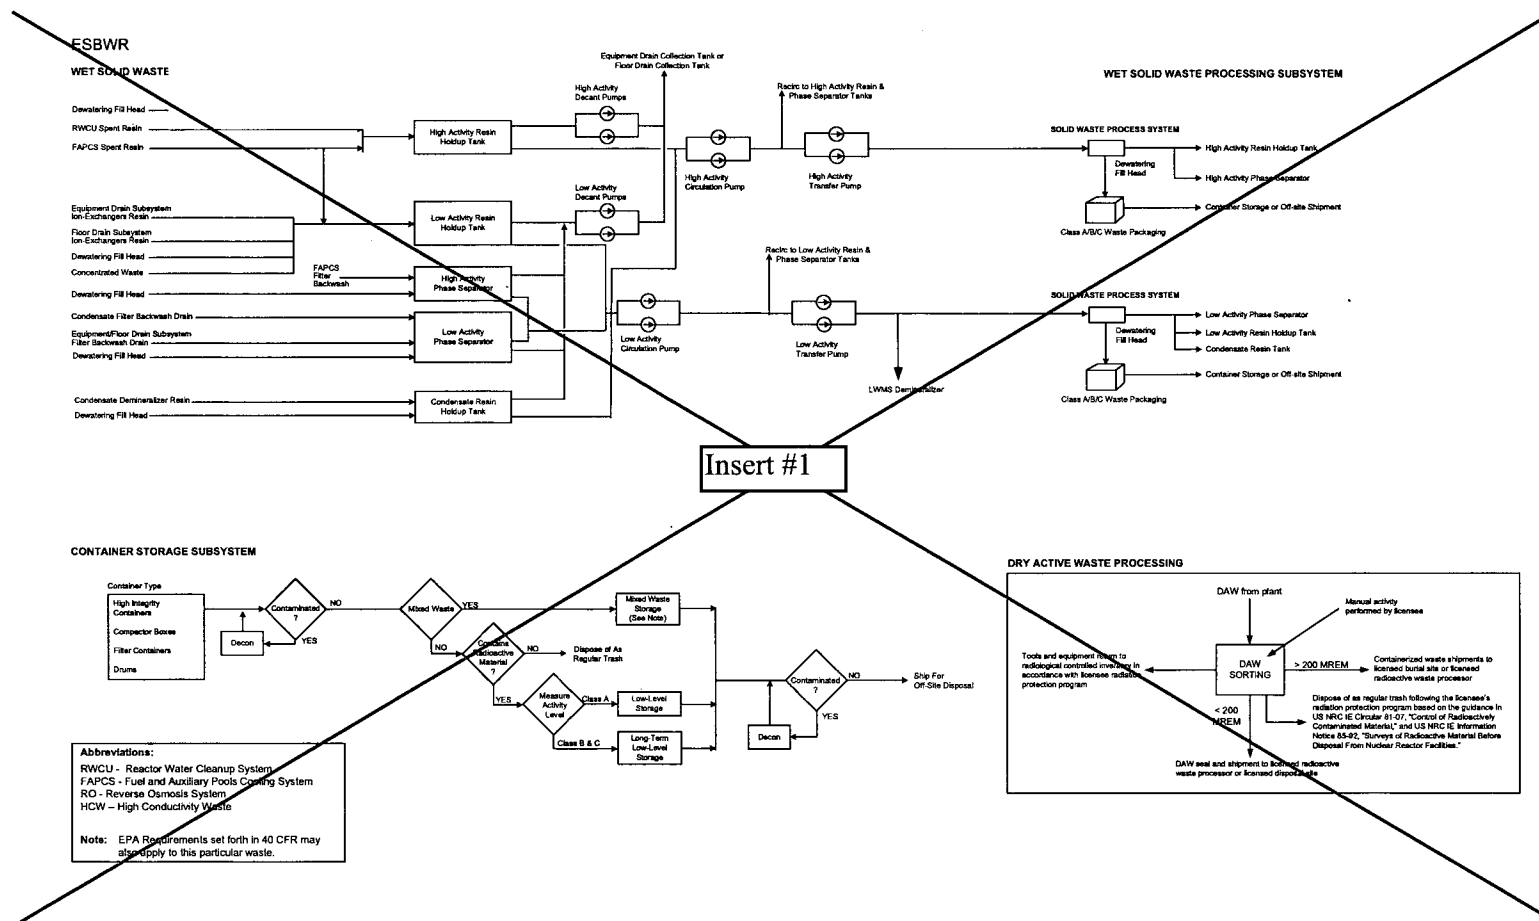 ESBWR
WET SOLID WASTE
WET SOLID WASTE PROCESSING SUBSYSTEM
Equipment Drain Collection Tank or
Floor Drain Collection Tank
Dewatering Fill Head
RWCU Spent Resin
FAPCS Spent Resin
High Activity
Decant Pumps
Recirc to High Activity Resin &
Phase Separator Tanks
High Activity Resin
Holdup Tank
High Activity
Circulation Pump
High Activity
Transfer Pump
SOLID WASTE PROCESS SYSTEM
Dewatering
Fill Head
High Activity Resin Holdup Tank
High Activity Phase Separator
Container Storage or Off-site Shipment
Class A/B/C Waste Packaging
Equipment Drain Subsystem
Ion-Exchangers Resin
Floor Drain Subsystem
Ion-Exchangers Resin
Dewatering Fill Head
Concentrated Waste
Low Activity Resin
Holdup Tank
Low Activity
Decant Pumps
FAPCS
Filter
Backwash
Dewatering Fill Head
High Activity
Phase Separator
Condensate Filter Backwash Drain
Equipment/Floor Drain Subsystem
Filter Backwash Drain
Dewatering Fill Head
Low Activity
Phase Separator
Low Activity
Circulation Pump
Recirc to Low Activity Resin &
Phase Separator Tanks
Low Activity
Transfer Pump
LWMS Demineralizer
SOLID WASTE PROCESS SYSTEM
Dewatering
Fill Head
Low Activity Phase Separator
Low Activity Resin Holdup Tank
Condensate Resin Tank
Container Storage or Off-site Shipment
Class A/B/C Waste Packaging
Condensate Demineralizer Resin
Dewatering Fill Head
Condensate Resin
Holdup Tank
Insert #1
CONTAINER STORAGE SUBSYSTEM
Container Type
High Integrity
Containers
Compactor Boxes
Filter Containers
Drums
Contaminated
?
NO
YES
Decon
Mixed Waste
YES
NO
Mixed Waste
Storage
(See Note)
Contains
Radioactive
Material
?
NO
YES
Dispose of As
Regular Trash
Measure
Activity
Level
Class A
Class B & C
Low-Level
Storage
Long-Term
Low-Level
Storage
Contaminated
?
NO
YES
Decon
Ship For
Off-Site Disposal
DRY ACTIVE WASTE PROCESSING
DAW from plant
Manual activity
performed by licensee
Tools and equipment return to
radiological controlled inventory in
accordance with licensee radiation
protection program
DAW
SORTING
> 200 MREM
Containerized waste shipments to
licensed burial site or licensed
radioactive waste processor
< 200
MREM
Dispose of as regular trash following the licensee's
radiation protection program based on the guidance in
US NRC IE Circular 81-07, "Control of Radioactively
Contaminated Material," and US NRC IE Information
Notice 85-92, "Surveys of Radioactive Material Before
Disposal From Nuclear Reactor Facilities."
DAW seal and shipment to licensed radioactive
waste processor or licensed disposal site
Abbreviations:
RWCU - Reactor Water Cleanup System
FAPCS - Fuel and Auxiliary Pools Cooling System
RO - Reverse Osmosis System
HCW – High Conductivity Waste
Note: EPA Requirements set forth in 40 CFR may
also apply to this particular waste.